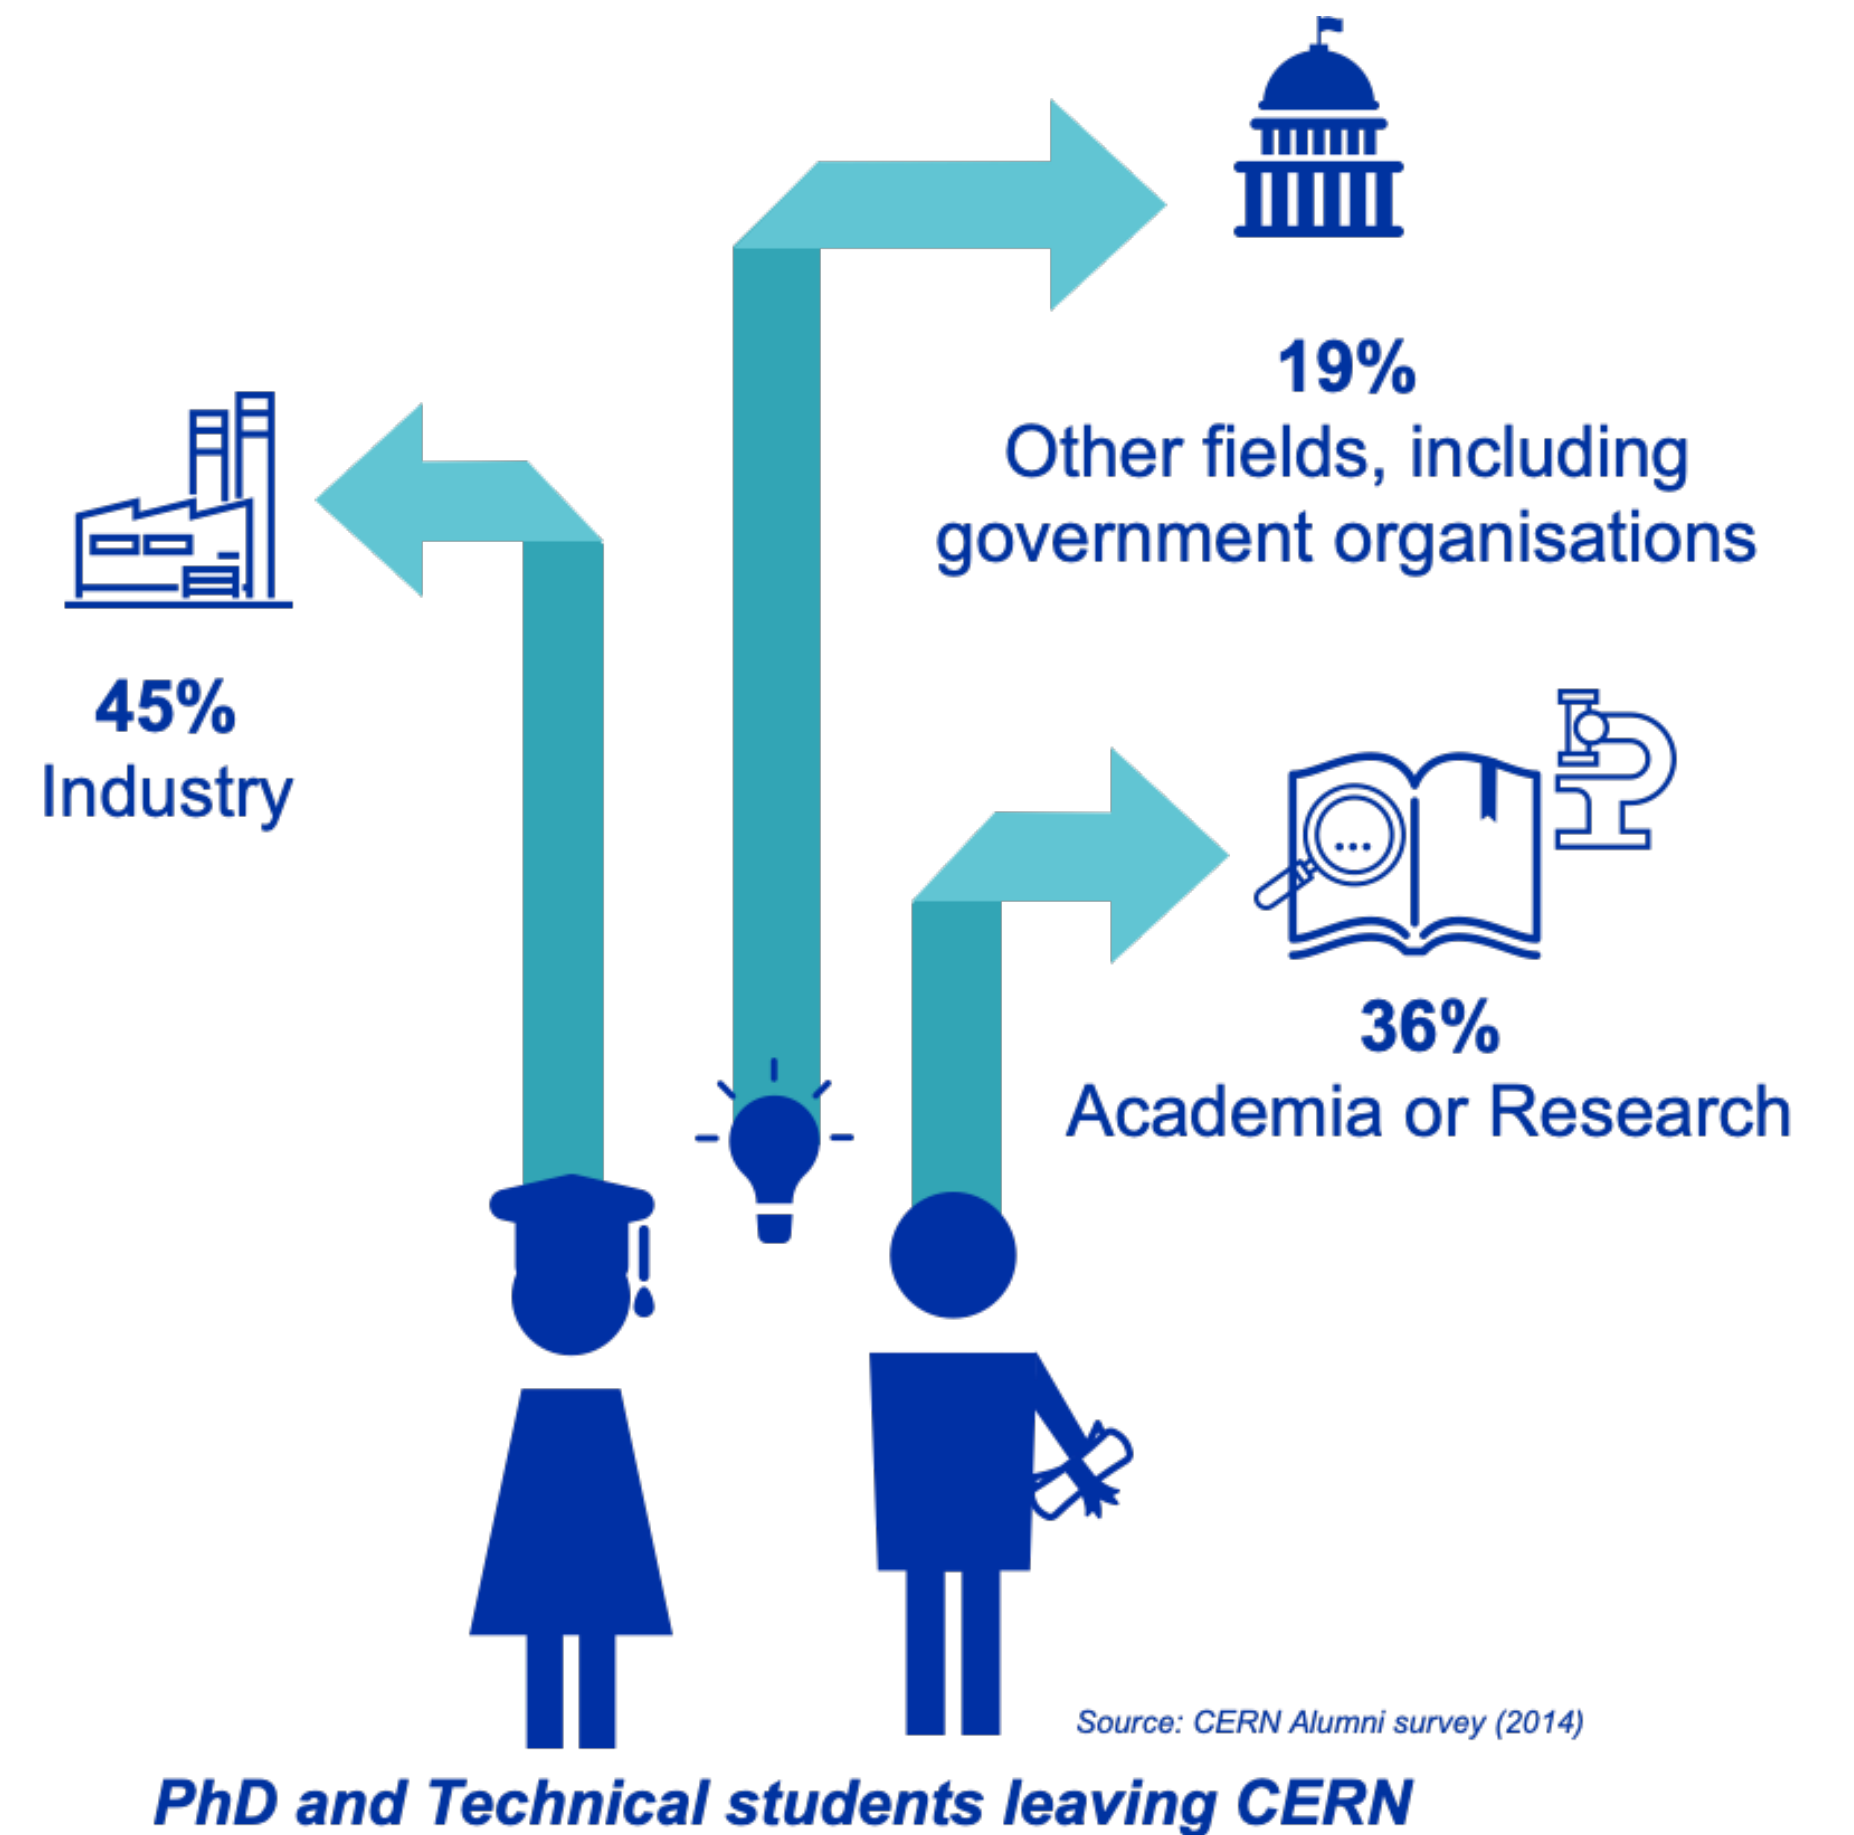 19%
Other fields, including
government organisations
45%
Industry
36%
Academia or Research
Source: CERN Alumni survey (2014)
PhD and Technical students leaving CERN